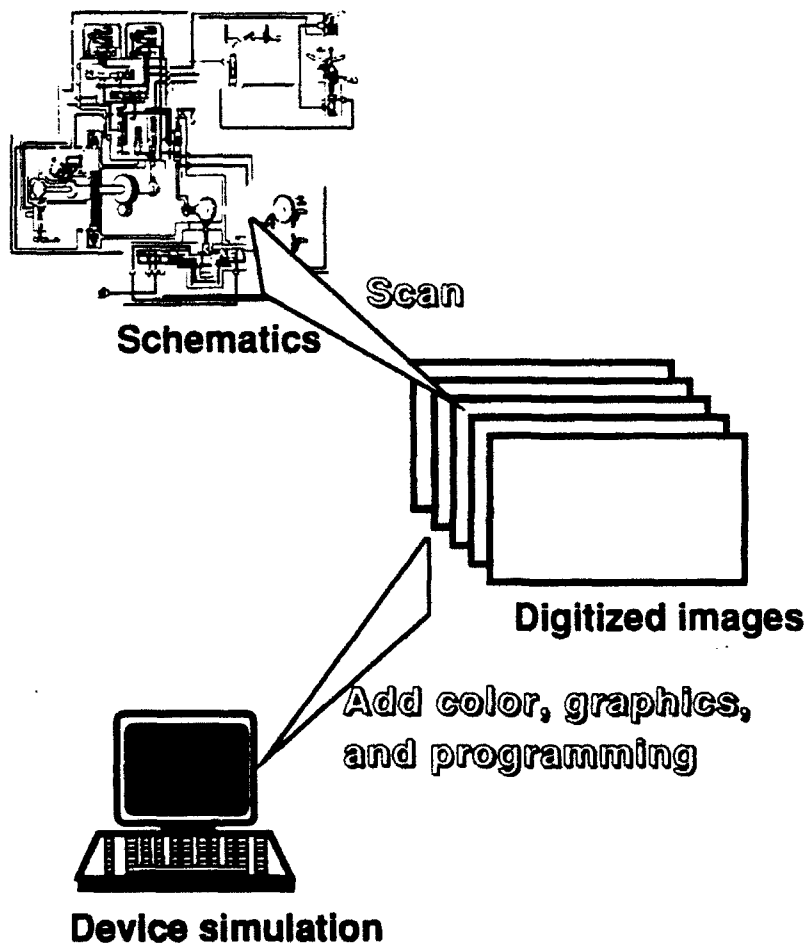 Scan
Schematics
Digitized images
Add color, graphics,
and programming
Device simulation